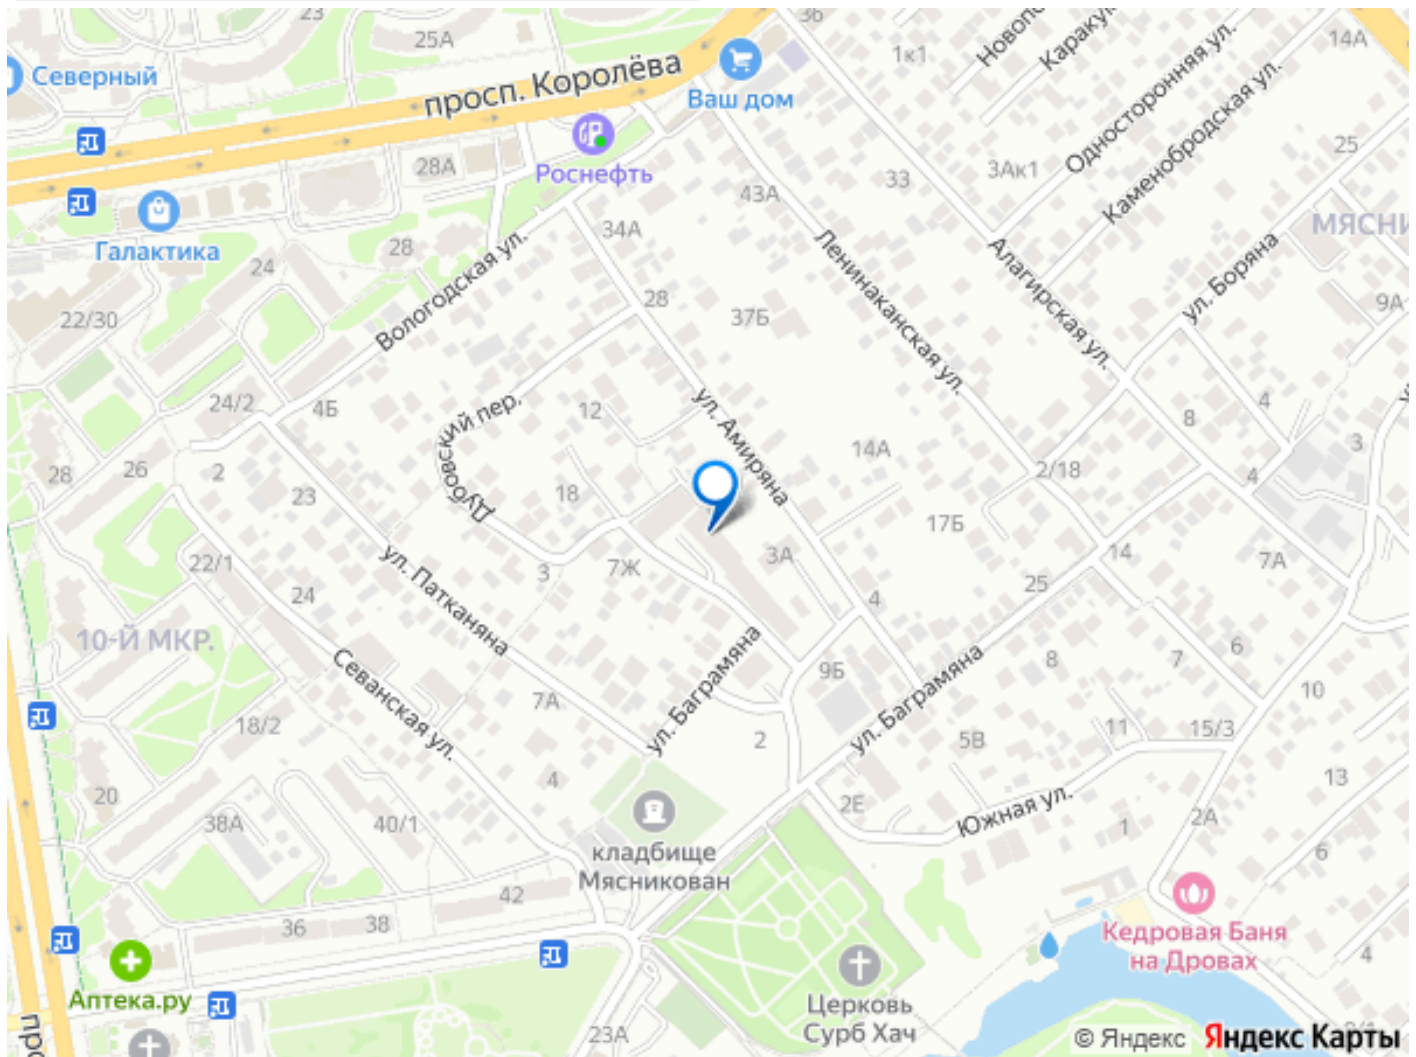 23
36
25А
1к1
Новопо
Каракум
14А
Северный
просп. Королёва
Ваш дом
Односторонняя ул.
Каменобродская ул.
Роснефть
28А
43А
33
3Ак1
25
МЯСНИ
Галактика
28
34А
24
Вологодская ул.
Ленинаканская ул.
Алагирская ул.
ул. Боряна
22/30
28
37Б
9А
24/2
4Б
Дубовский пер.
12
ул. Амиряна
14А
8
4
3
28
26
2
23
18
2/18
4
17Б
22/1
24
ул. Патканяна
3
7Ж
3А
4
25
14
7А
10-Й МКР.
Севанская ул.
ул. Баграмяна
9Б
ул. Баграмяна
8
7
6
10
18/2
7А
2
5В
11
15/3
20
38А
40/1
4
2Е
Южная ул.
1
2А
13
6
кладбище
Мясникован
36
38
42
Кедровая Баня
на Дровах
4
Аптека.ру
Церковь
Сурб Хач
23А
© Яндекс Яндекс Карты